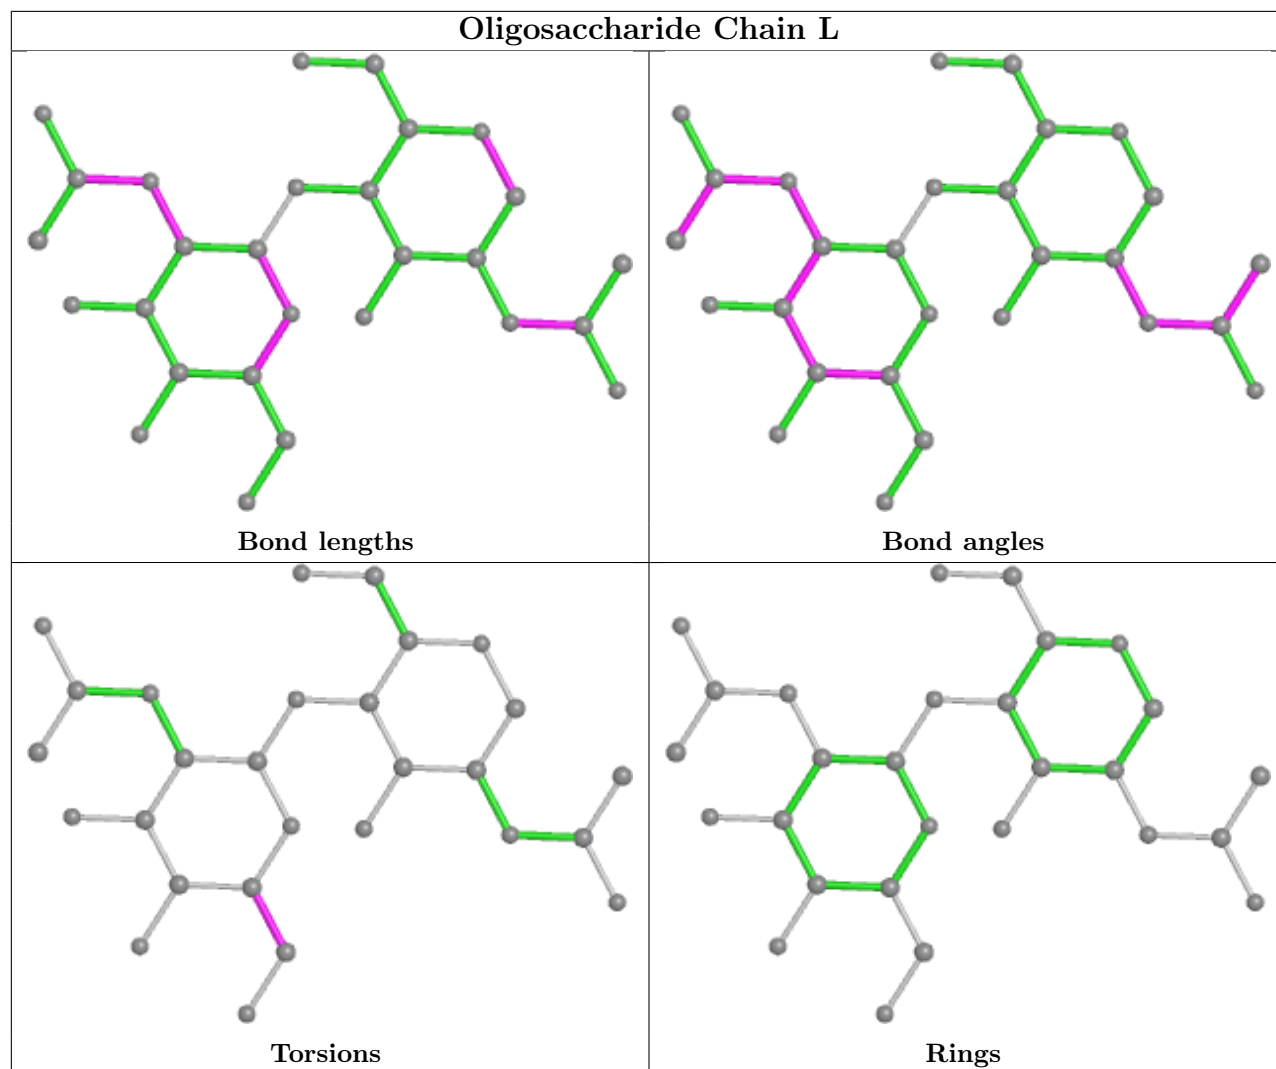 Oligosaccharide Chain L
Bond lengths
Bond angles
Torsions
Rings